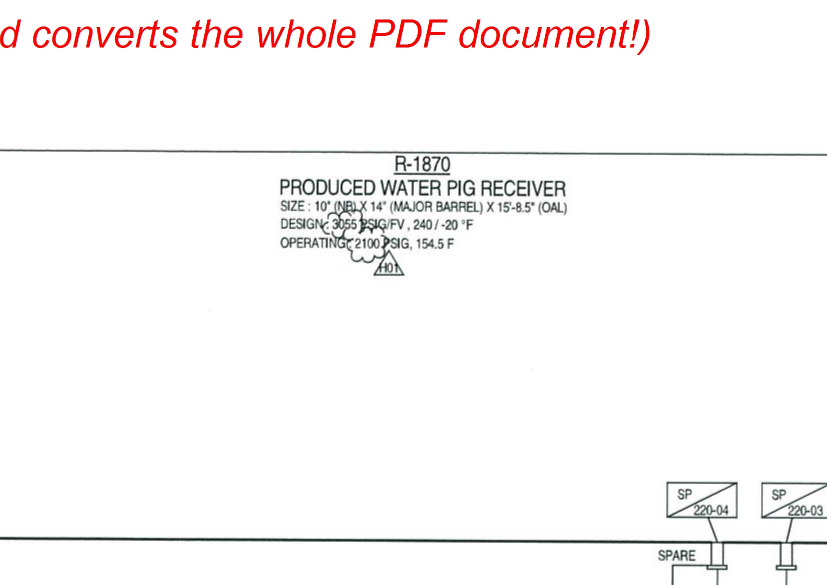 d converts the whole PDF document!)
R-1870
PRODUCED WATER PIG RECEIVER
SIZE : 10" (NB) X 14" (MAJOR BARREL) X 15'-8.5" (OAL)
DESIGN : 3055 PSIG/FV , 240 / -20 °F
OPERATING : 2100 PSIG, 154.5 F
H01
SP
220-04
SP
220-03
SPARE